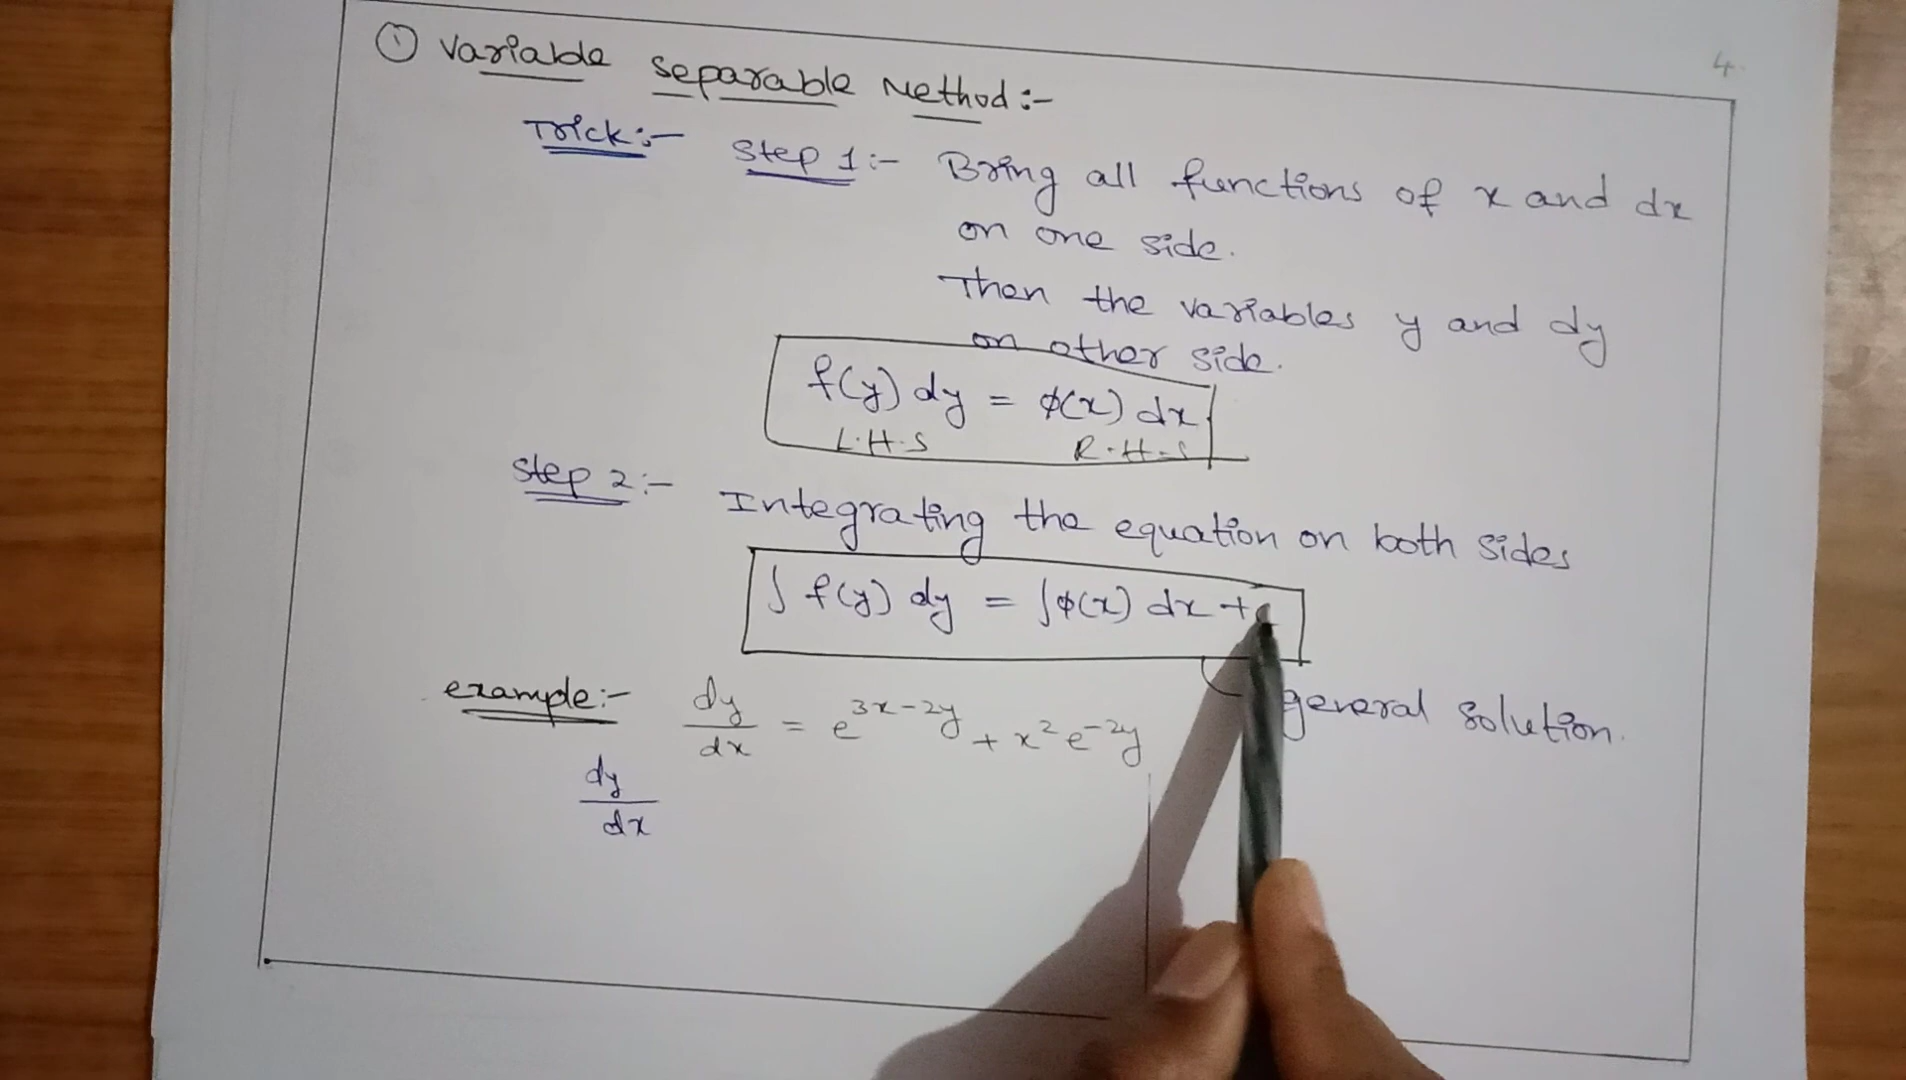 4.
① Variable Separable Method:-
Trick:- Step 1:- Bring all functions of x and dx
on one side.
Then the variables y and dy
on other side.
f(y) dy = φ(x) dx
L.H.S R.H.S
Step 2:- Integrating the equation on both sides
∫ f(y) dy = ∫φ(x) dx +
general solution.
example:- dy/dx = e^{3x-2y} + x² e^{-2y}
dy/dx